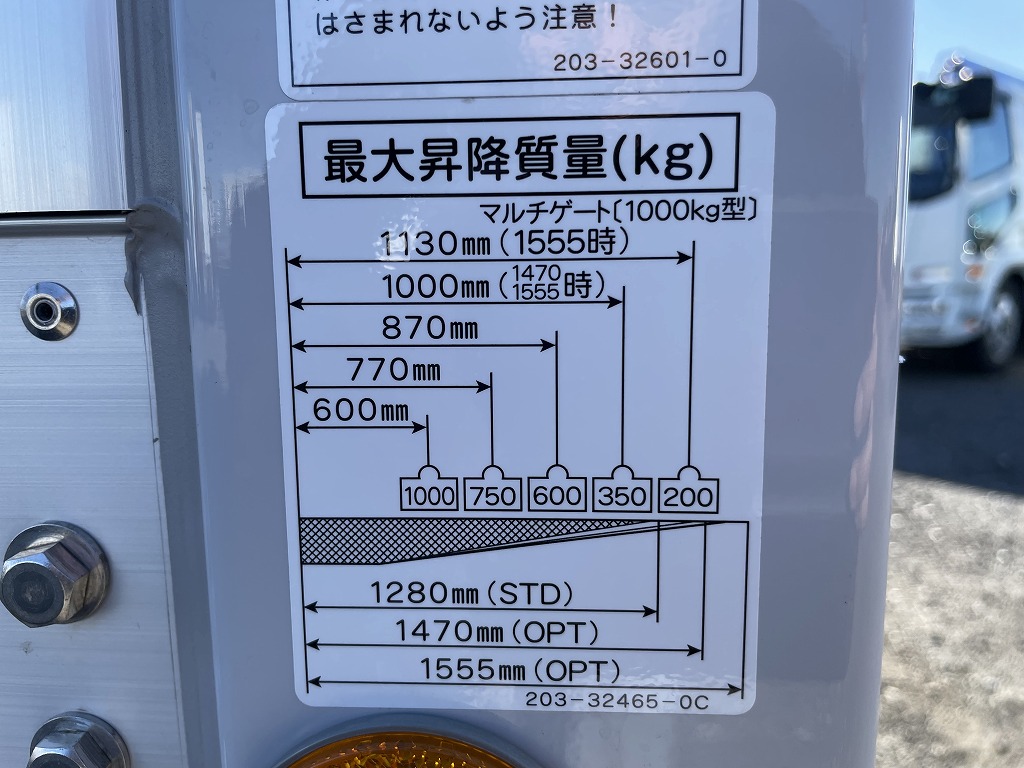 はさまれないよう注意！
203-32601-0
最大昇降質量(kg)
マルチゲート〔1000kg型〕
1130mm(1555時)
1000mm(1470/1555時)
870mm
770mm
600mm
1000 750 600 350 200
1280mm(STD)
1470mm(OPT)
1555mm(OPT)
203-32465-0C